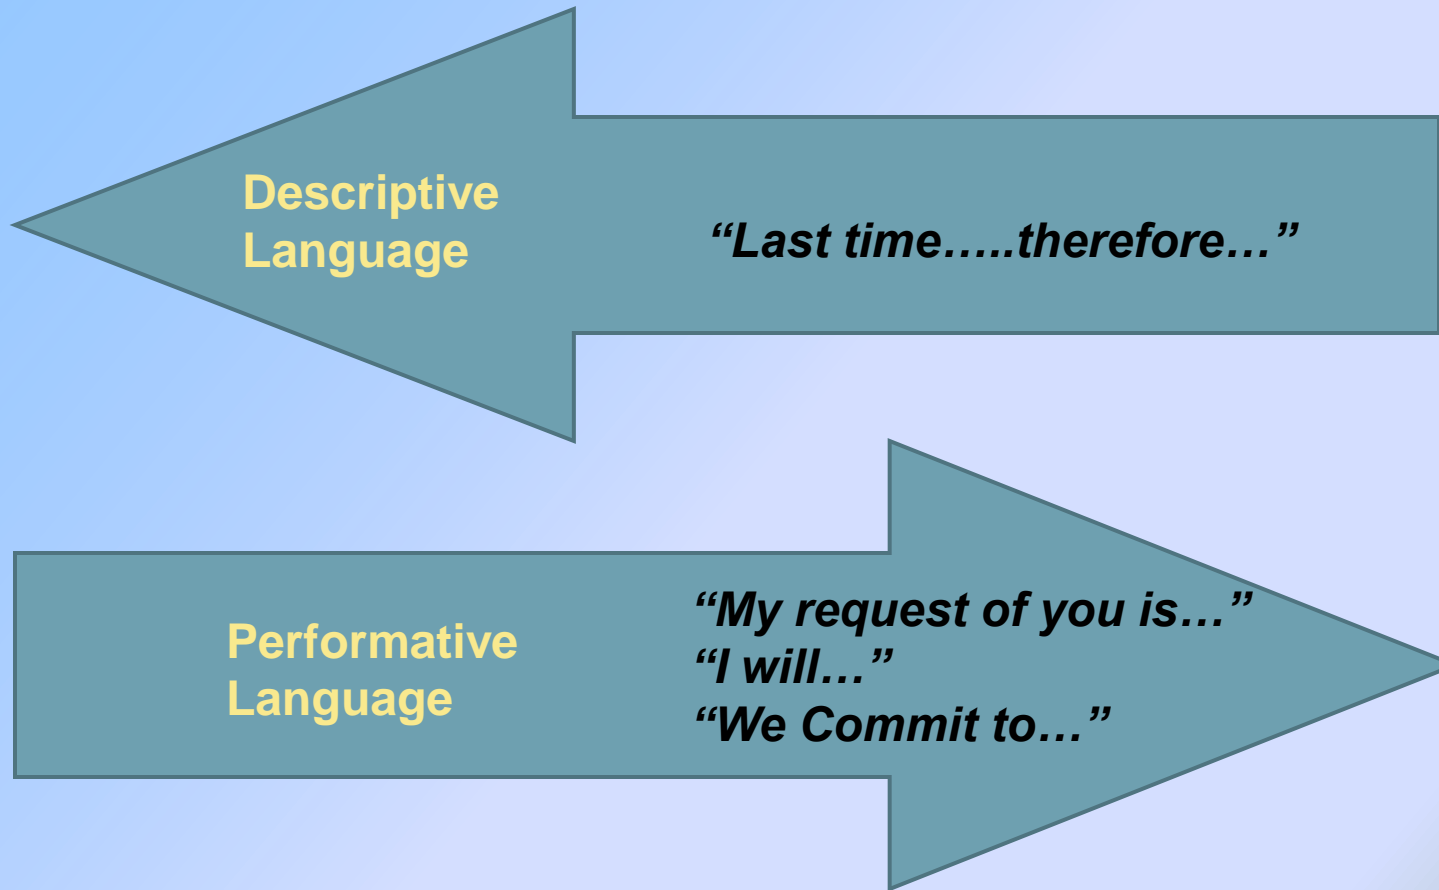 Descriptive
Language
“Last time…..therefore…”
Performative
Language
“My request of you is…”
“I will…”
“We Commit to…”